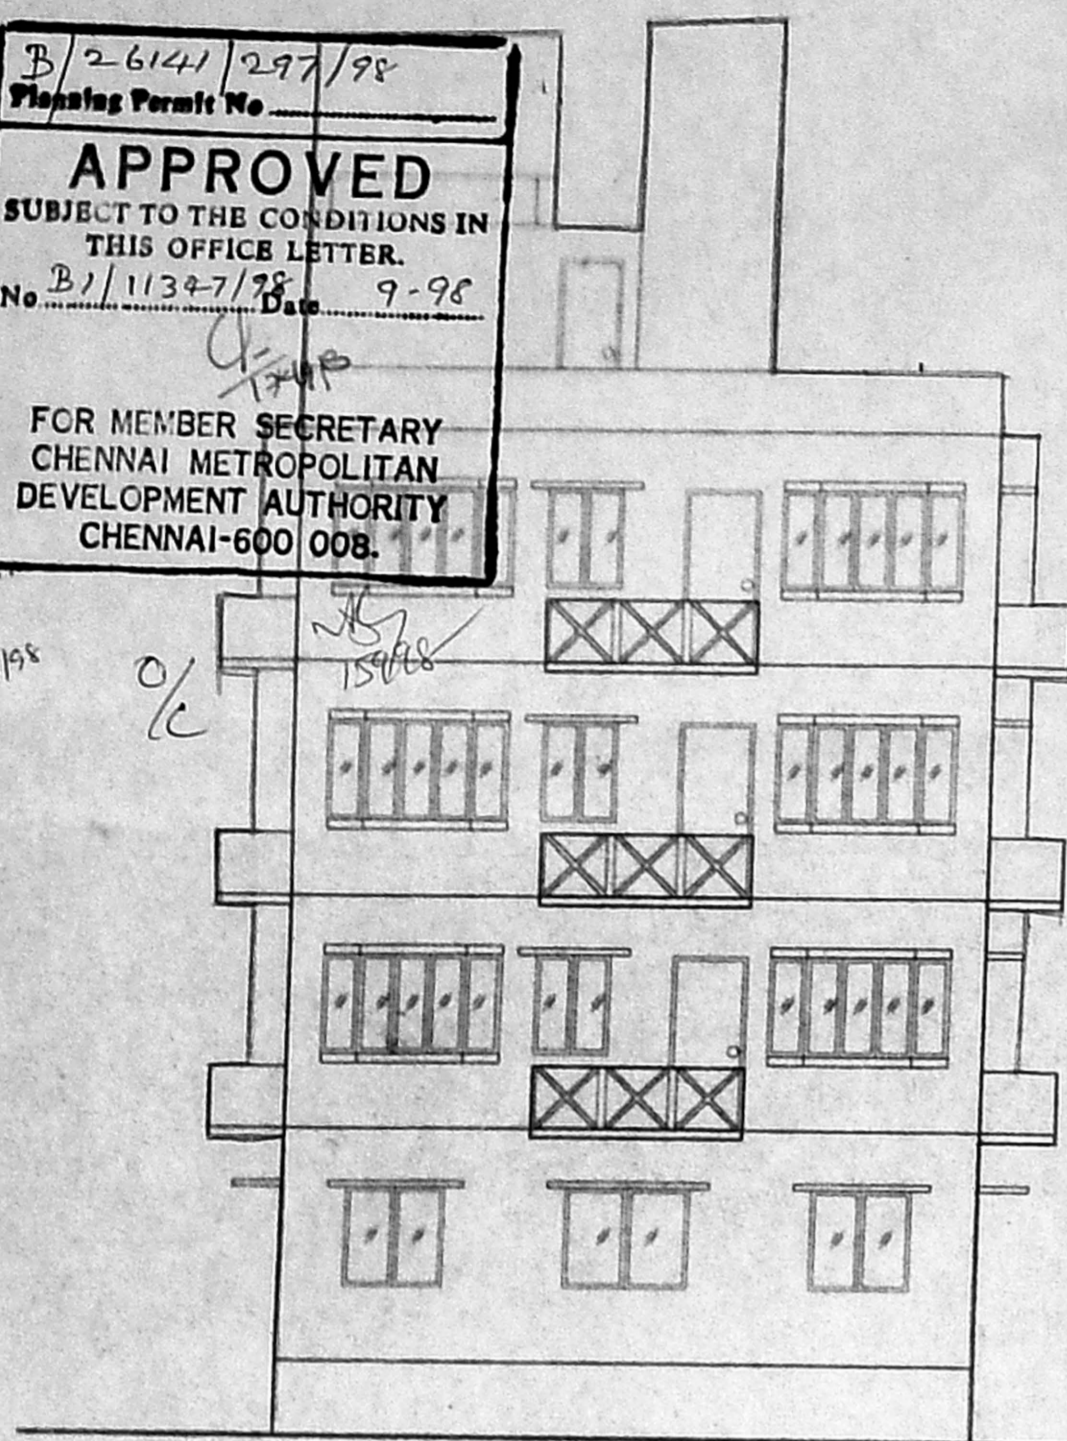 B/26141/297/98
Planning Permit No
APPROVED
SUBJECT TO THE CONDITIONS IN
THIS OFFICE LETTER.
No B1/11347/98 Date 9-98
FOR MEMBER SECRETARY
CHENNAI METROPOLITAN
DEVELOPMENT AUTHORITY
CHENNAI-600 008.
O/C